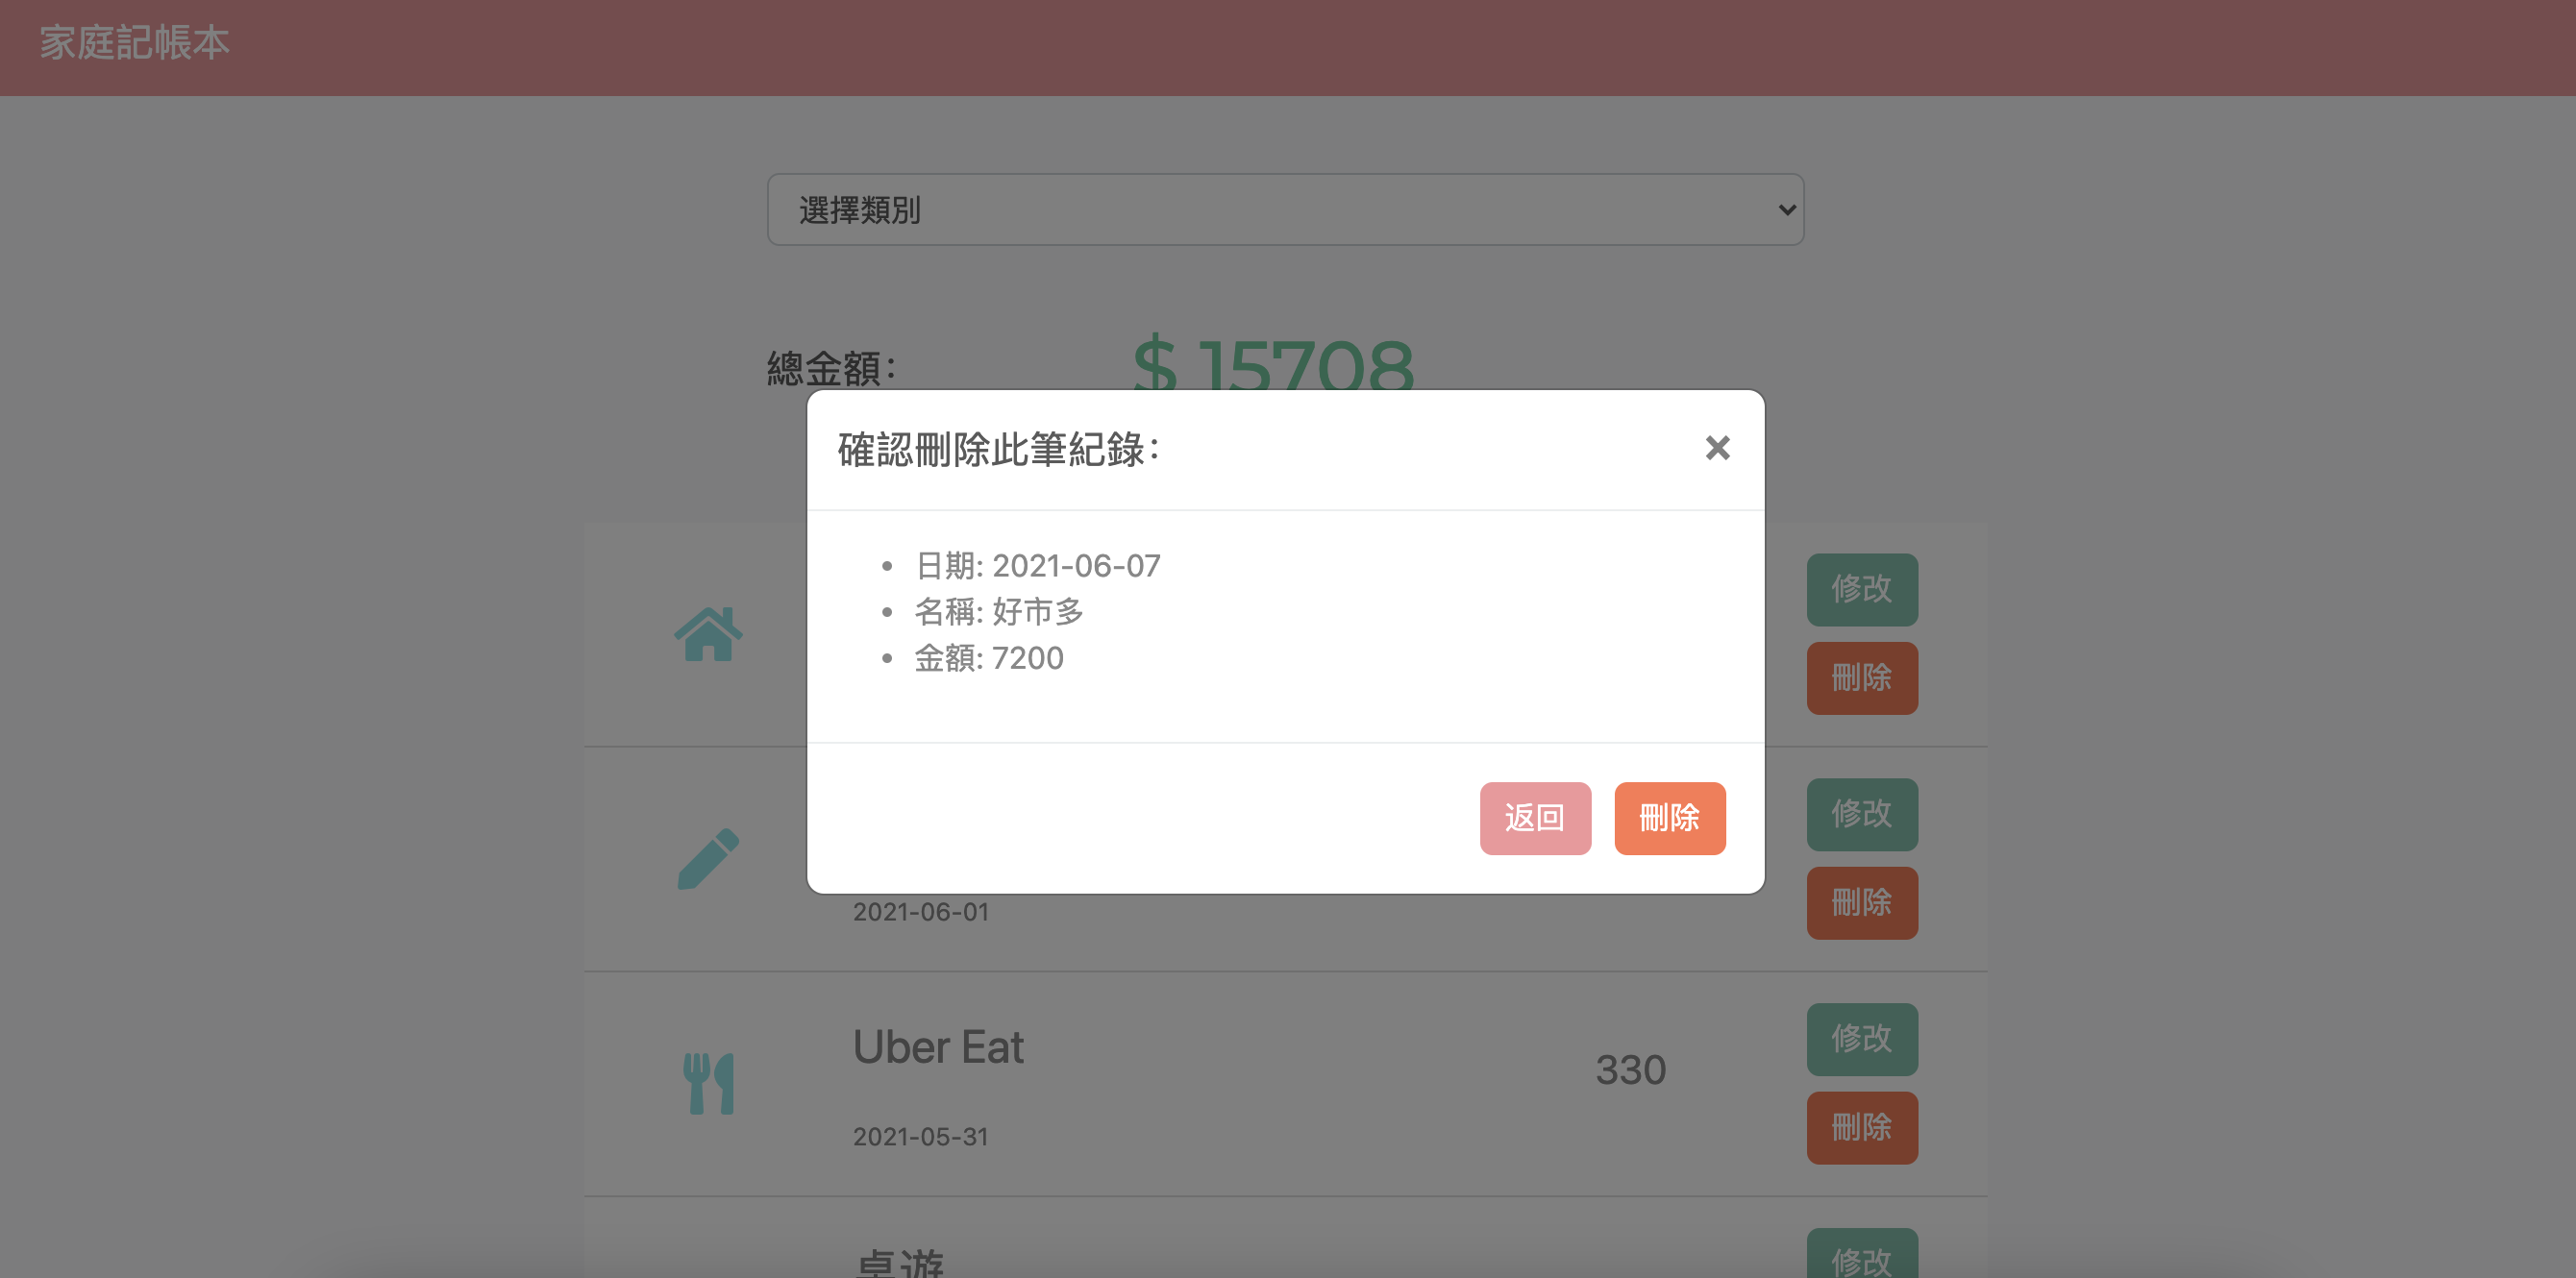 家庭記帳本
選擇類別
總金額：
$ 15708
確認刪除此筆紀錄：
×
日期: 2021-06-07
名稱: 好市多
金額: 7200
返回
刪除
修改
刪除
修改
刪除
2021-06-01
Uber Eat
330
2021-05-31
修改
刪除
桌遊
修改